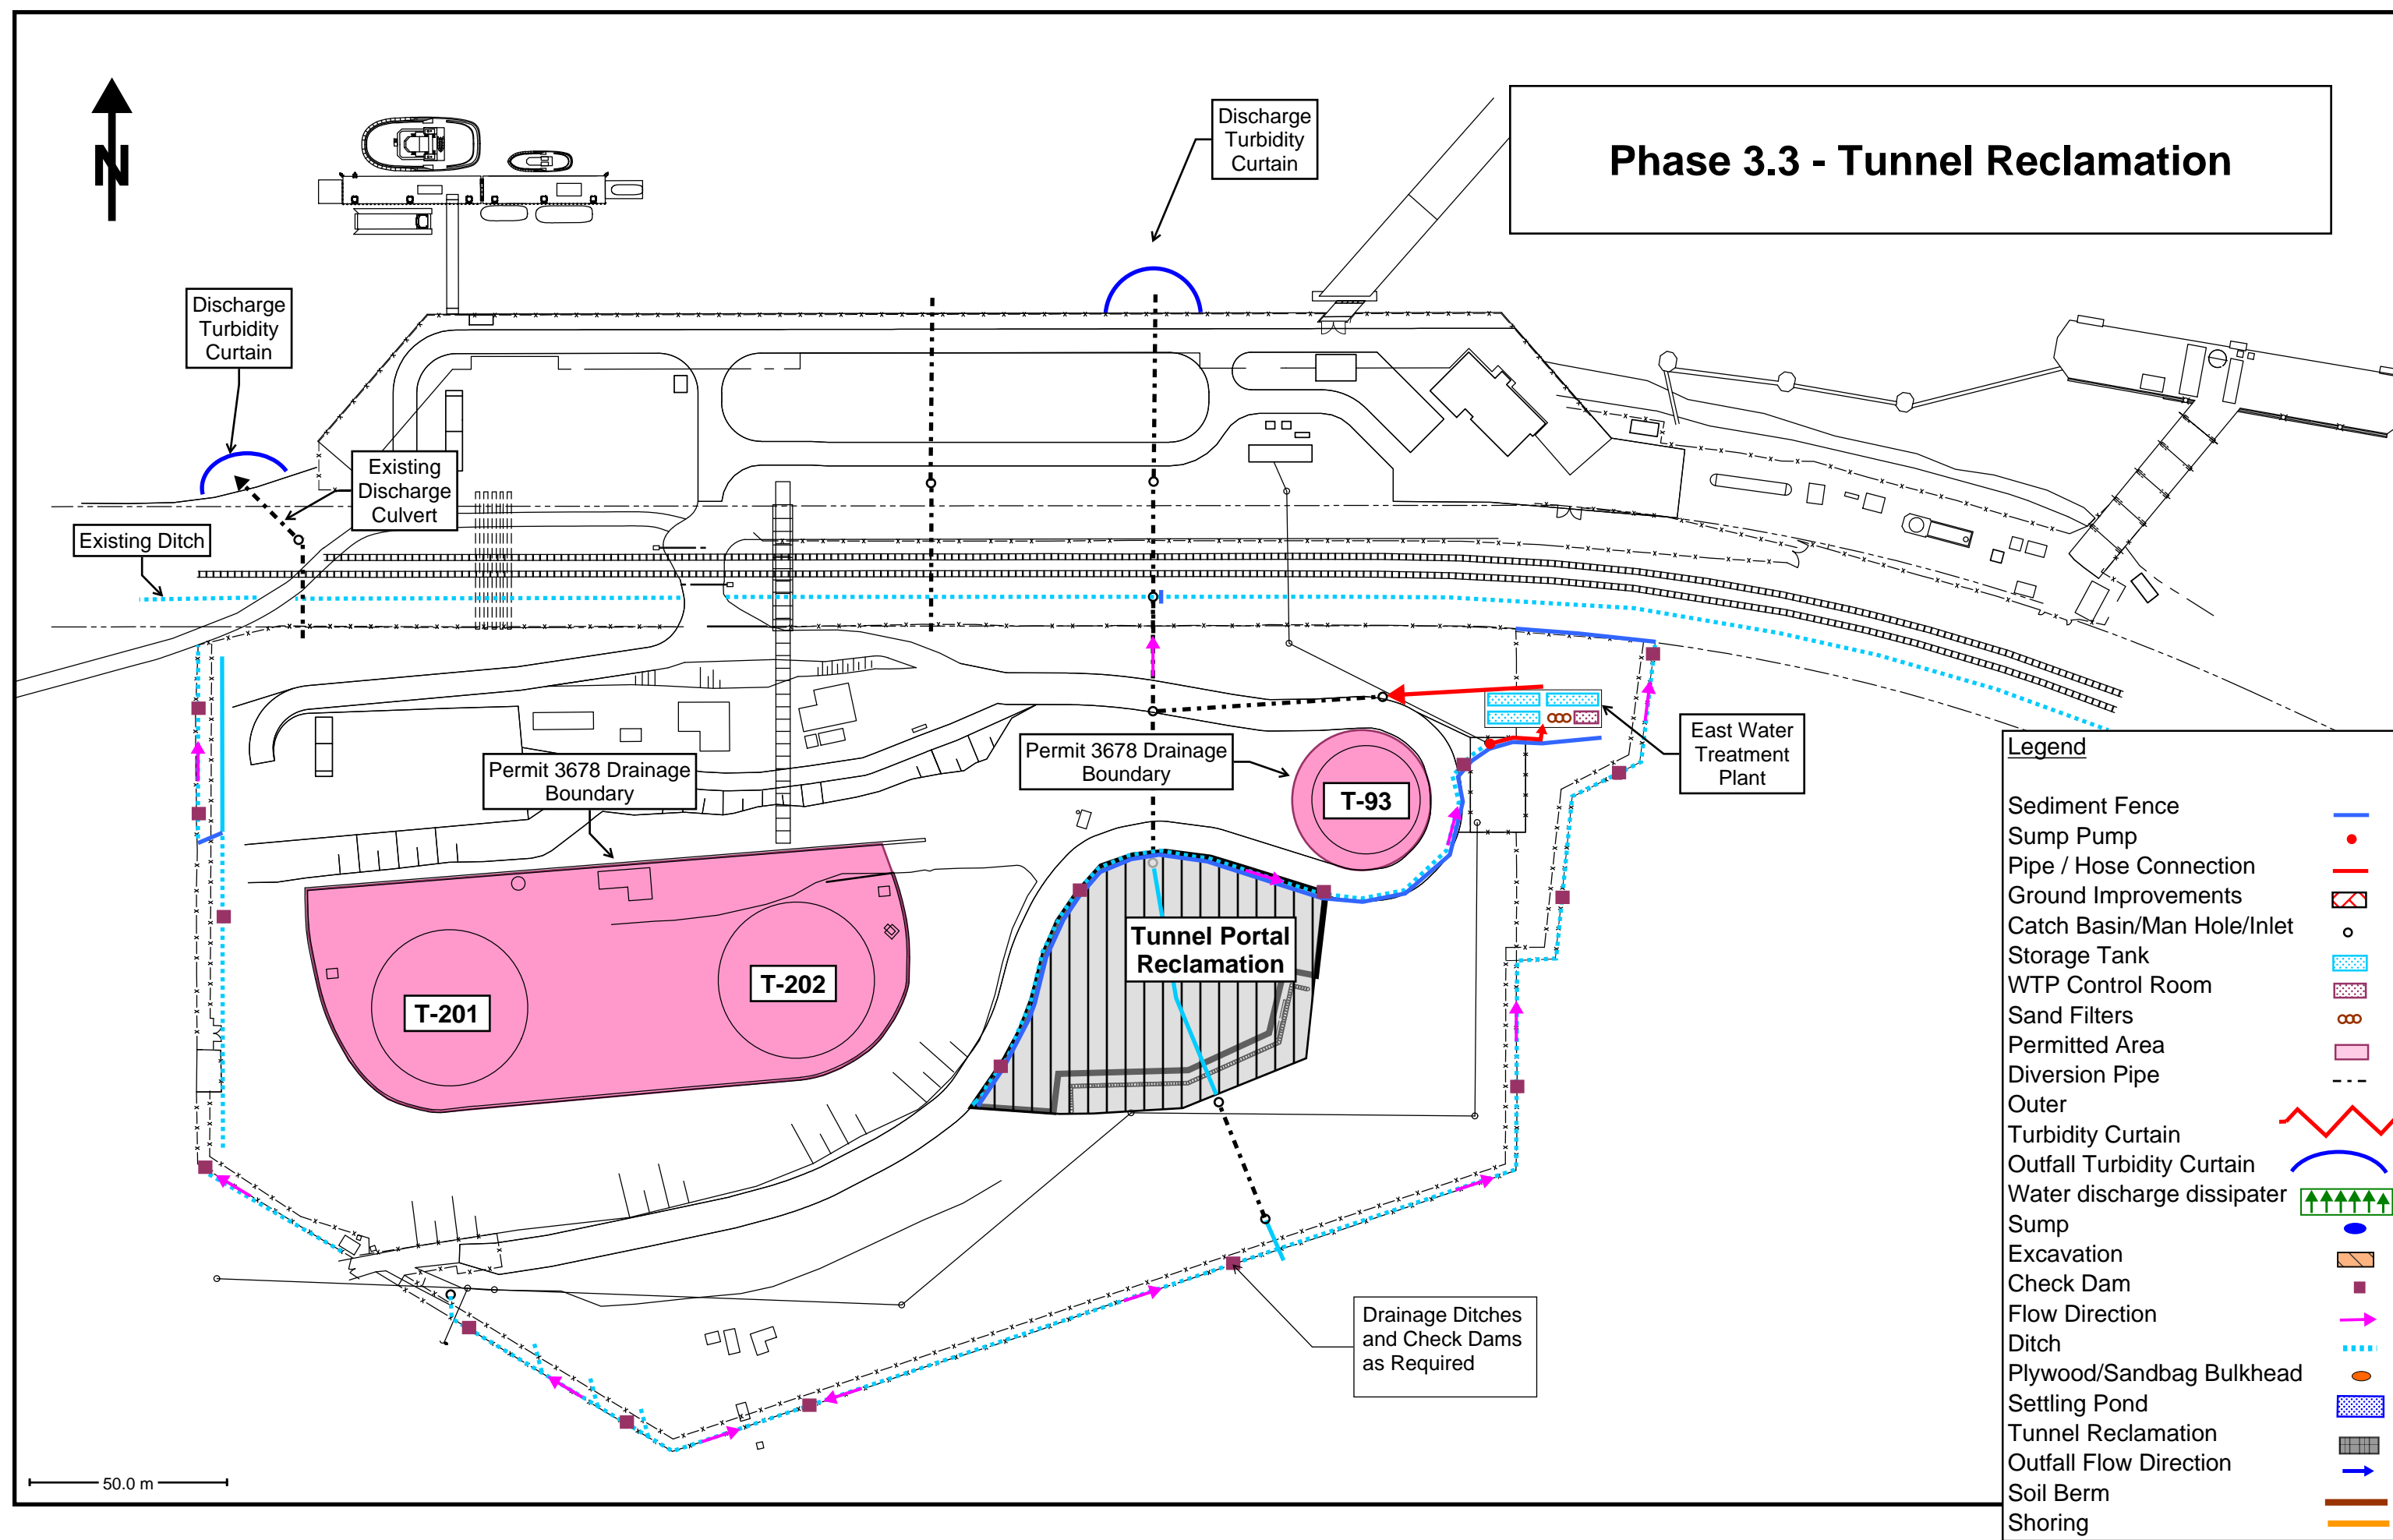 Phase 3.3 - Tunnel Reclamation
N
Discharge
Turbidity
Curtain
Discharge
Turbidity
Curtain
Existing
Discharge
Culvert
Existing Ditch
Permit 3678 Drainage
Boundary
Permit 3678 Drainage
Boundary
East Water
Treatment
Plant
T-93
T-201
T-202
Tunnel Portal
Reclamation
Drainage Ditches
and Check Dams
as Required
50.0 m
Legend
Sediment Fence
Sump Pump
Pipe / Hose Connection
Ground Improvements
Catch Basin/Man Hole/Inlet
Storage Tank
WTP Control Room
Sand Filters
Permitted Area
Diversion Pipe
Outer
Turbidity Curtain
Outfall Turbidity Curtain
Water discharge dissipater
Sump
Excavation
Check Dam
Flow Direction
Ditch
Plywood/Sandbag Bulkhead
Settling Pond
Tunnel Reclamation
Outfall Flow Direction
Soil Berm
Shoring